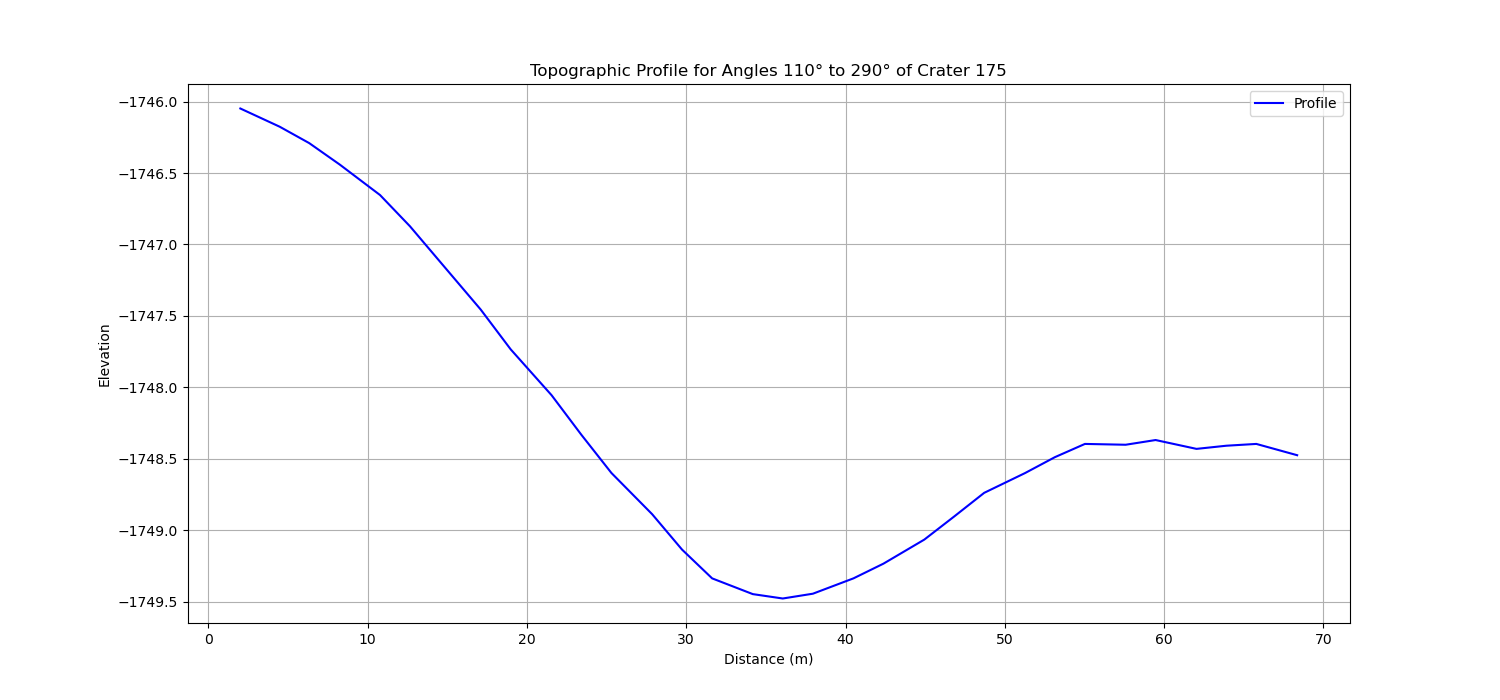 Topographic Profile for Angles 110° to 290° of Crater 175
Profile
−1746.0
−1746.5
−1747.0
−1747.5
−1748.0
−1748.5
−1749.0
−1749.5
Elevation
0 10 20 30 40 50 60 70
Distance (m)